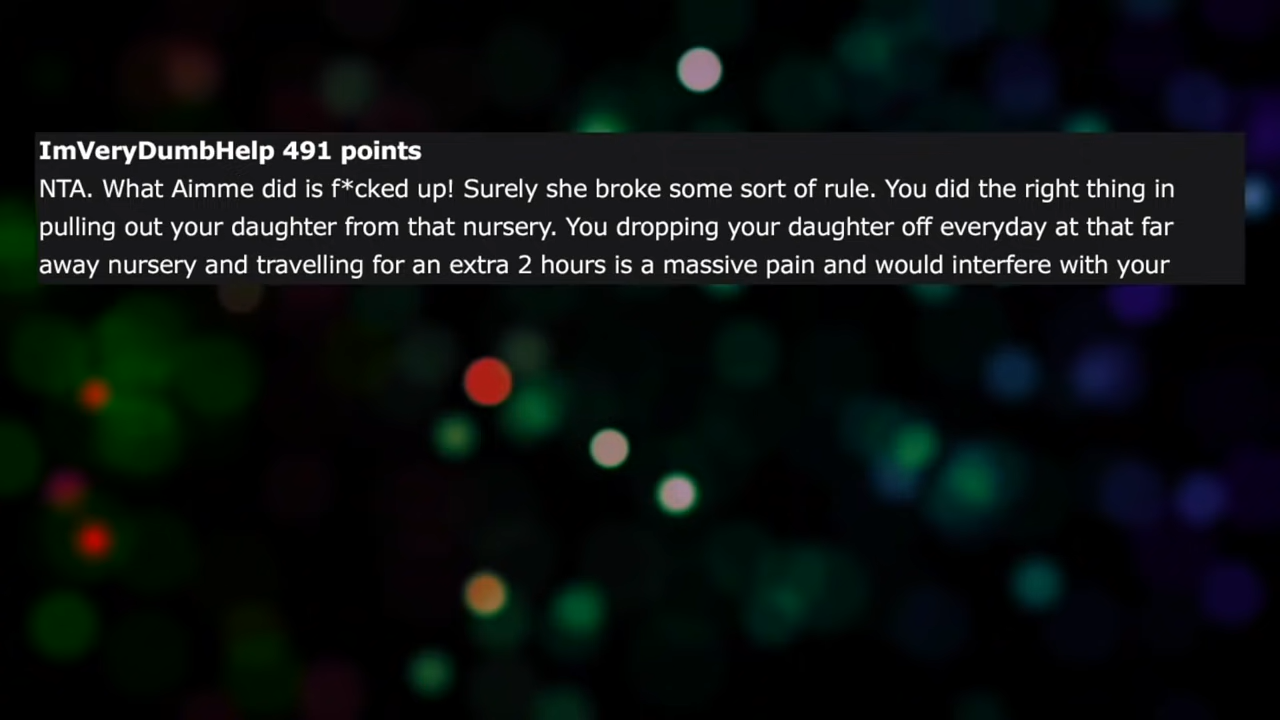 ImVeryDumbHelp 491 points
NTA. What Aimme did is f*cked up! Surely she broke some sort of rule. You did the right thing in
pulling out your daughter from that nursery. You dropping your daughter off everyday at that far
away nursery and travelling for an extra 2 hours is a massive pain and would interfere with your